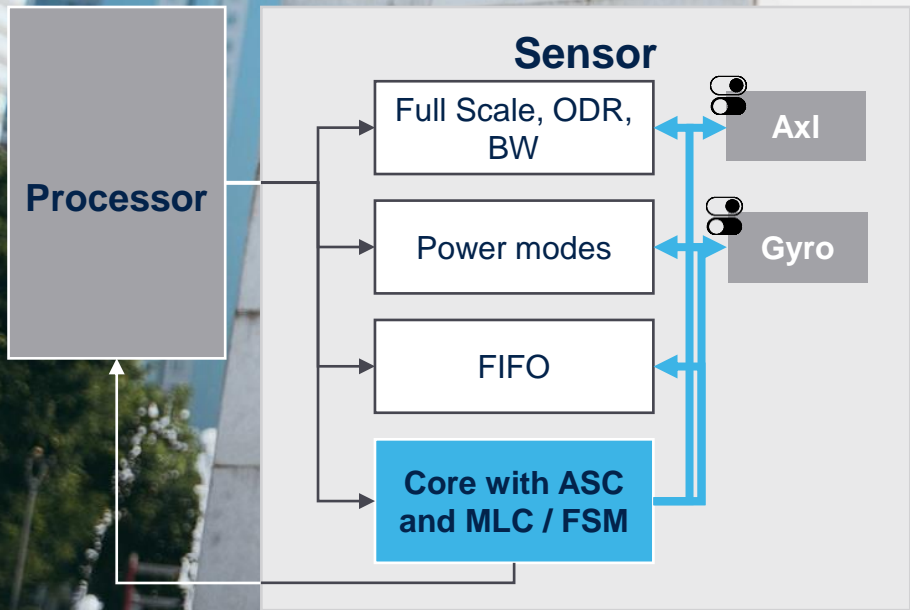 Sensor
Processor
Full Scale, ODR,
BW
Power modes
FIFO
Core with ASC
and MLC / FSM
Axl
Gyro